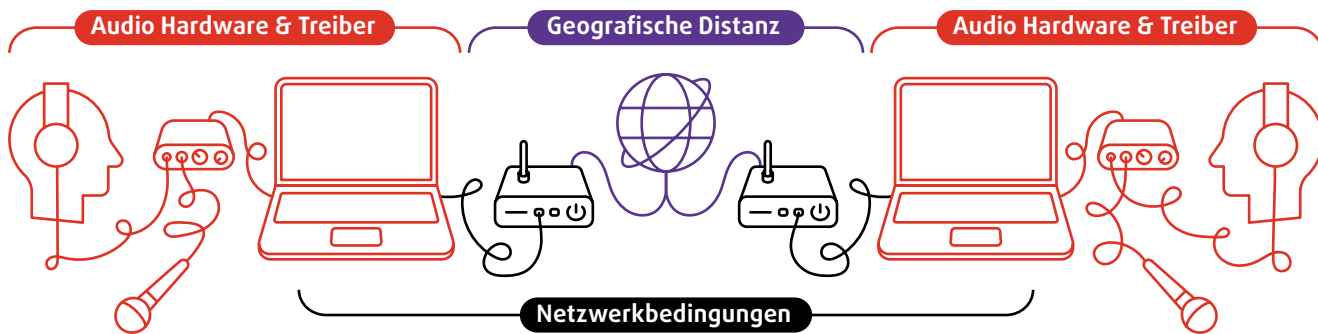 Audio Hardware & Treiber
Geografische Distanz
Audio Hardware & Treiber
Netzwerkbedingungen